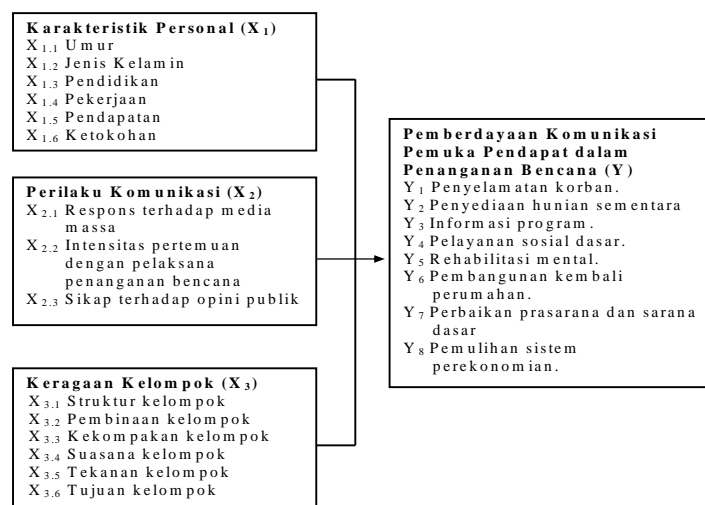 Karakteristik Personal (X₁)
X₁.₁ Umur
X₁.₂ Jenis Kelamin
X₁.₃ Pendidikan
X₁.₄ Pekerjaan
X₁.₅ Pendapatan
X₁.₆ Ketokohan
Perilaku Komunikasi (X₂)
X₂.₁ Respons terhadap media
massa
X₂.₂ Intensitas pertemuan
dengan pelaksana
penanganan bencana
X₂.₃ Sikap terhadap opini publik
Keragaan Kelompok (X₃)
X₃.₁ Struktur kelompok
X₃.₂ Pembinaan kelompok
X₃.₃ Kekompakan kelompok
X₃.₄ Suasana kelompok
X₃.₅ Tekanan kelompok
X₃.₆ Tujuan kelompok
Pemberdayaan Komunikasi
Pemuka Pendapat dalam
Penanganan Bencana (Y)
Y₁ Penyelamatan korban.
Y₂ Penyediaan hunian sementara
Y₃ Informasi program.
Y₄ Pelayanan sosial dasar.
Y₅ Rehabilitasi mental.
Y₆ Pembangunan kembali
perumahan.
Y₇ Perbaikan prasarana dan sarana
dasar
Y₈ Pemulihan sistem
perekonomian.